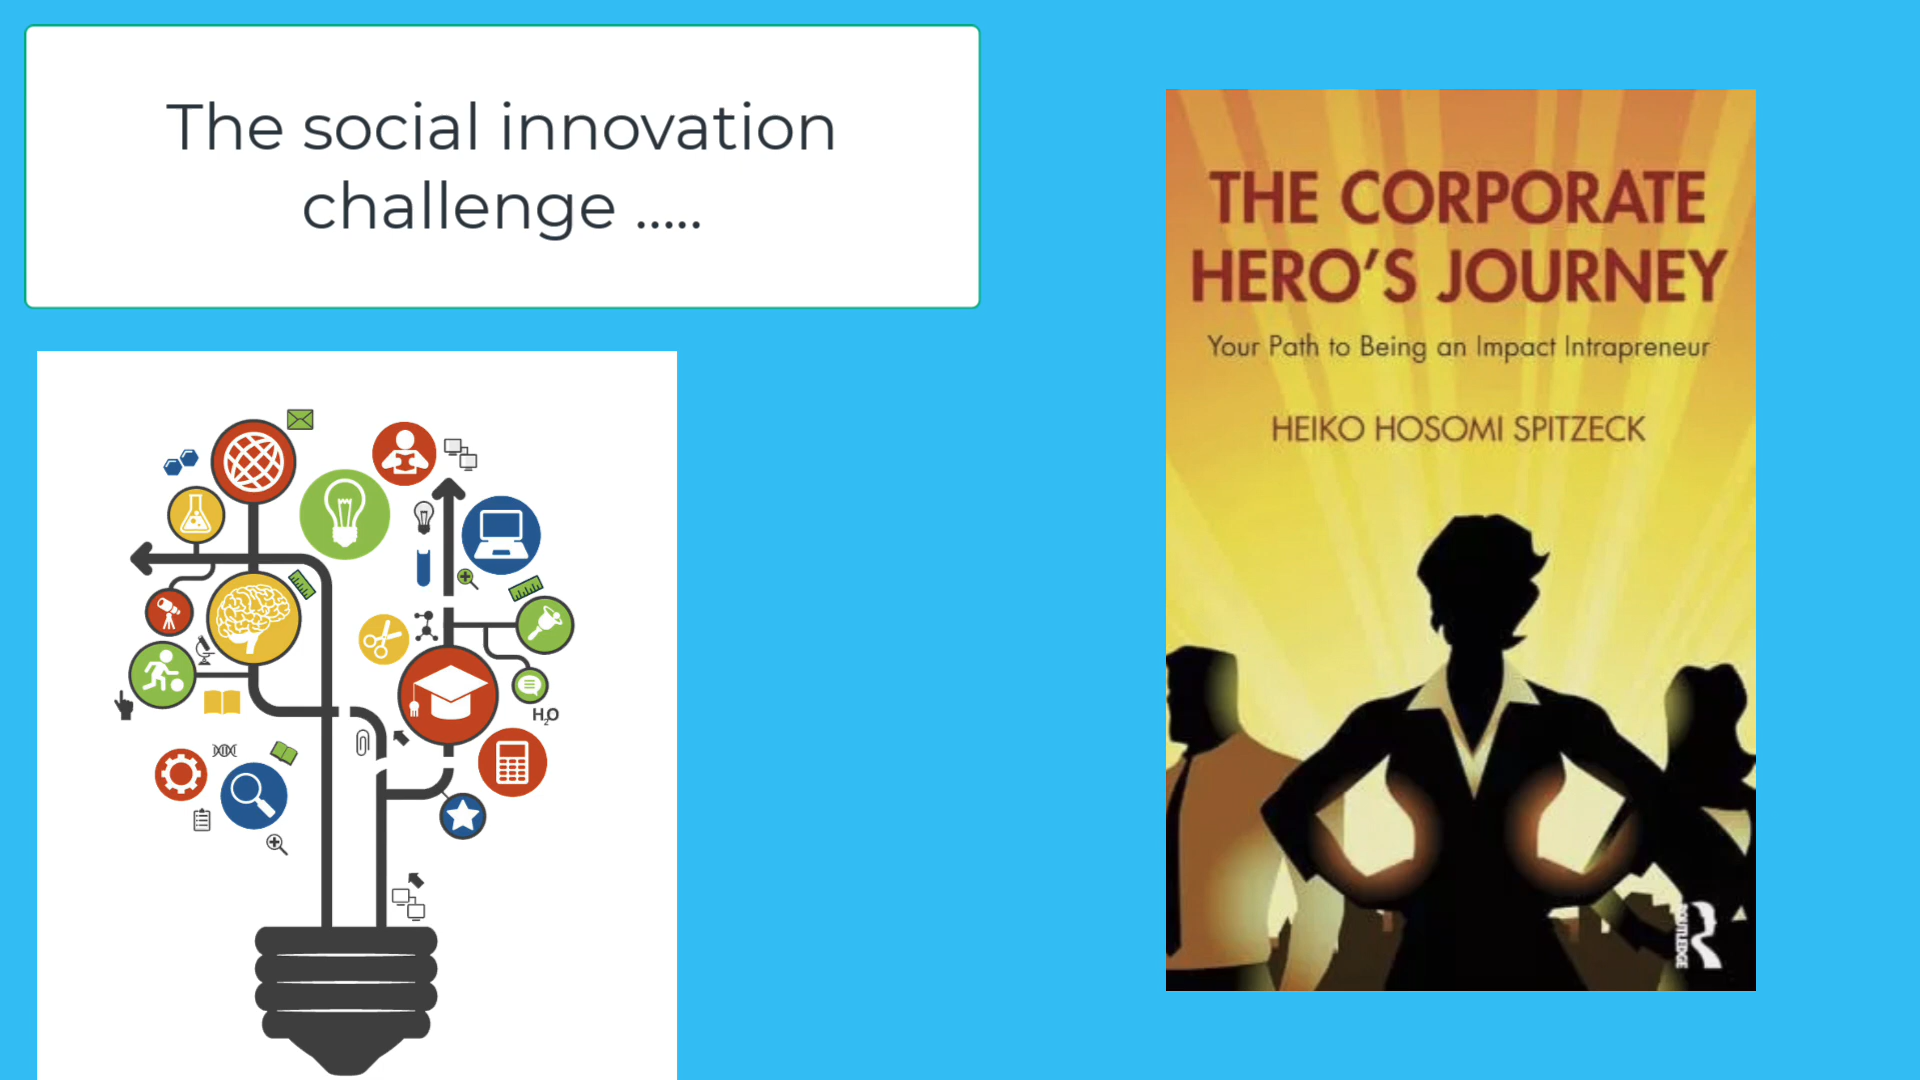 The social innovation
challenge .....
THE CORPORATE
HERO'S JOURNEY
Your Path to Being an Impact Intrapreneur
HEIKO HOSOMI SPITZECK
H2O
ROUTLEDGE